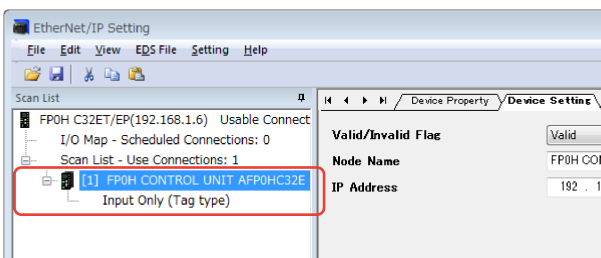 EtherNet/IP Setting
File Edit View EDS File Setting Help
Scan List
FP0H C32ET/EP(192.168.1.6) Usable Connect
I/O Map - Scheduled Connections: 0
Scan List - Use Connections: 1
[1] FP0H CONTROL UNIT AFP0HC32E
Input Only (Tag type)
Device Property Device Setting
Valid/Invalid Flag Valid
Node Name FP0H CO
IP Address 192 . 1